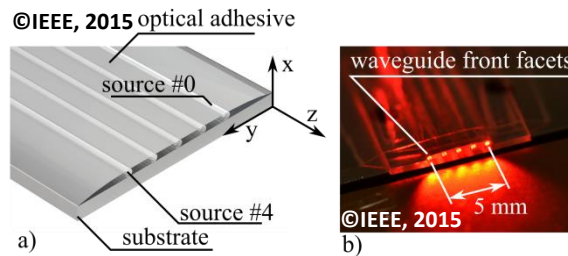 ©IEEE, 2015 optical adhesive
source #0
x
y
z
source #4
substrate
a)
waveguide front facets
5 mm
©IEEE, 2015
b)